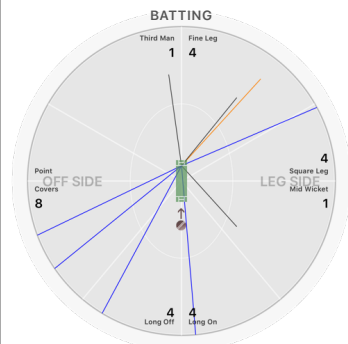 BATTING
Third Man Fine Leg
1 4
4
Point Square Leg
OFF SIDE LEG SIDE
Covers Mid Wicket
8 1
4 4
Long Off Long On